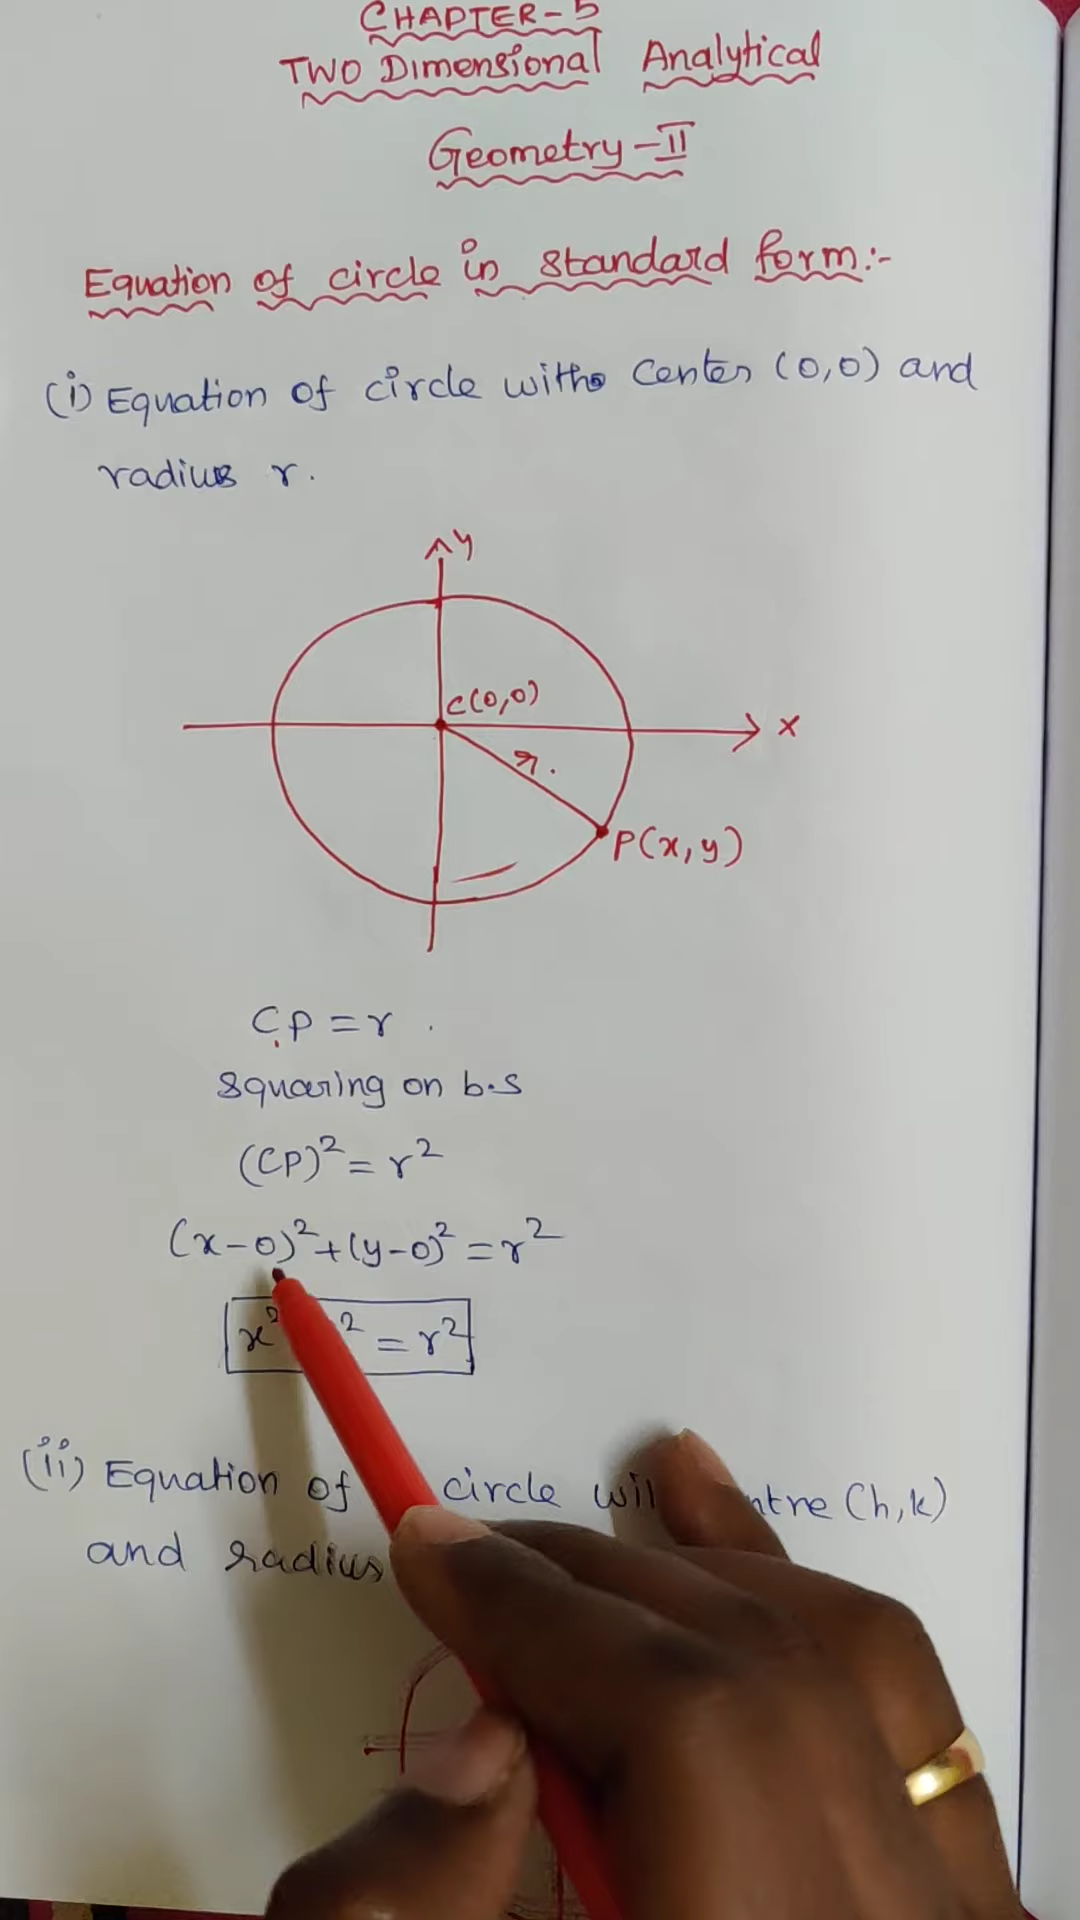 CHAPTER-5
TWO Dimensional Analytical
Geometry-II
Equation of circle in standard form:-
(i) Equation of circle with center (0,0) and
radius r.
y
C(0,0)
x
r.
P(x,y)
CP = r .
Squaring on b.s
(CP)² = r²
(x-0)²+(y-0)² = r²
x² ² = r²
(ii) Equation of circle (h,k)
and radius